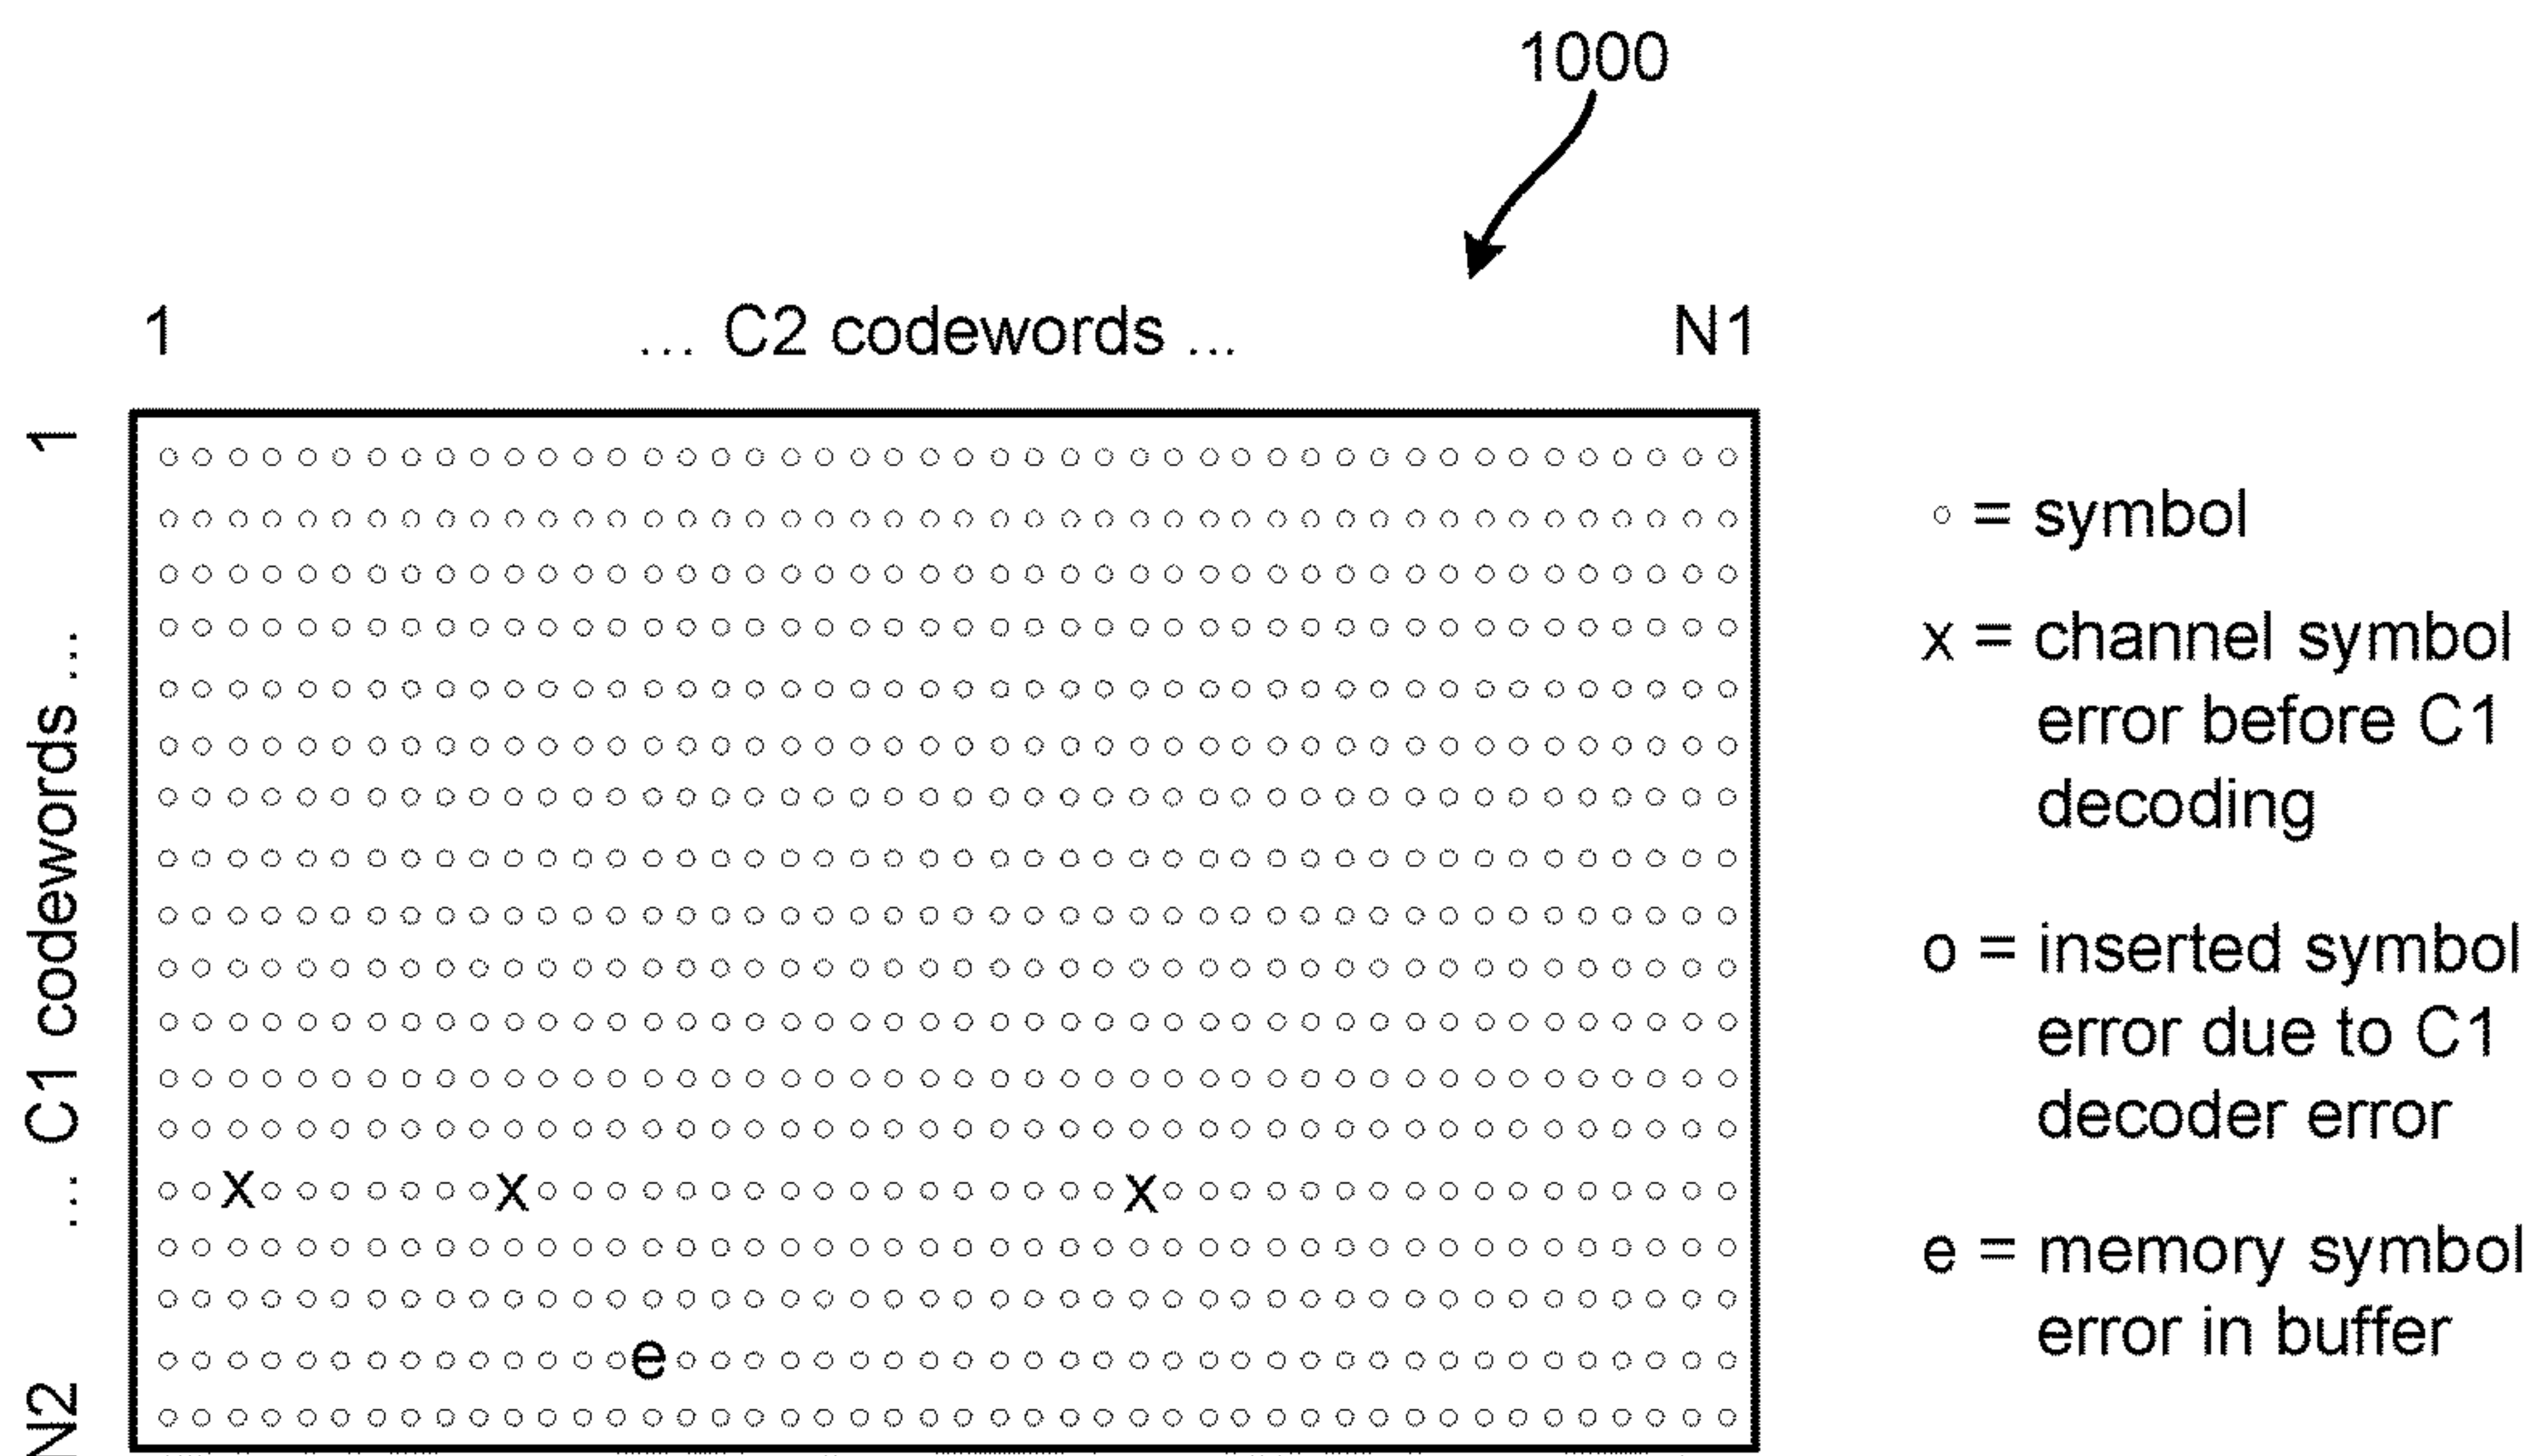 1000
1 ... C2 codewords ... N1
1 ... C1 codewords ... N2
x x x
e
○ = symbol
x = channel symbol
error before C1
decoding
o = inserted symbol
error due to C1
decoder error
e = memory symbol
error in buffer